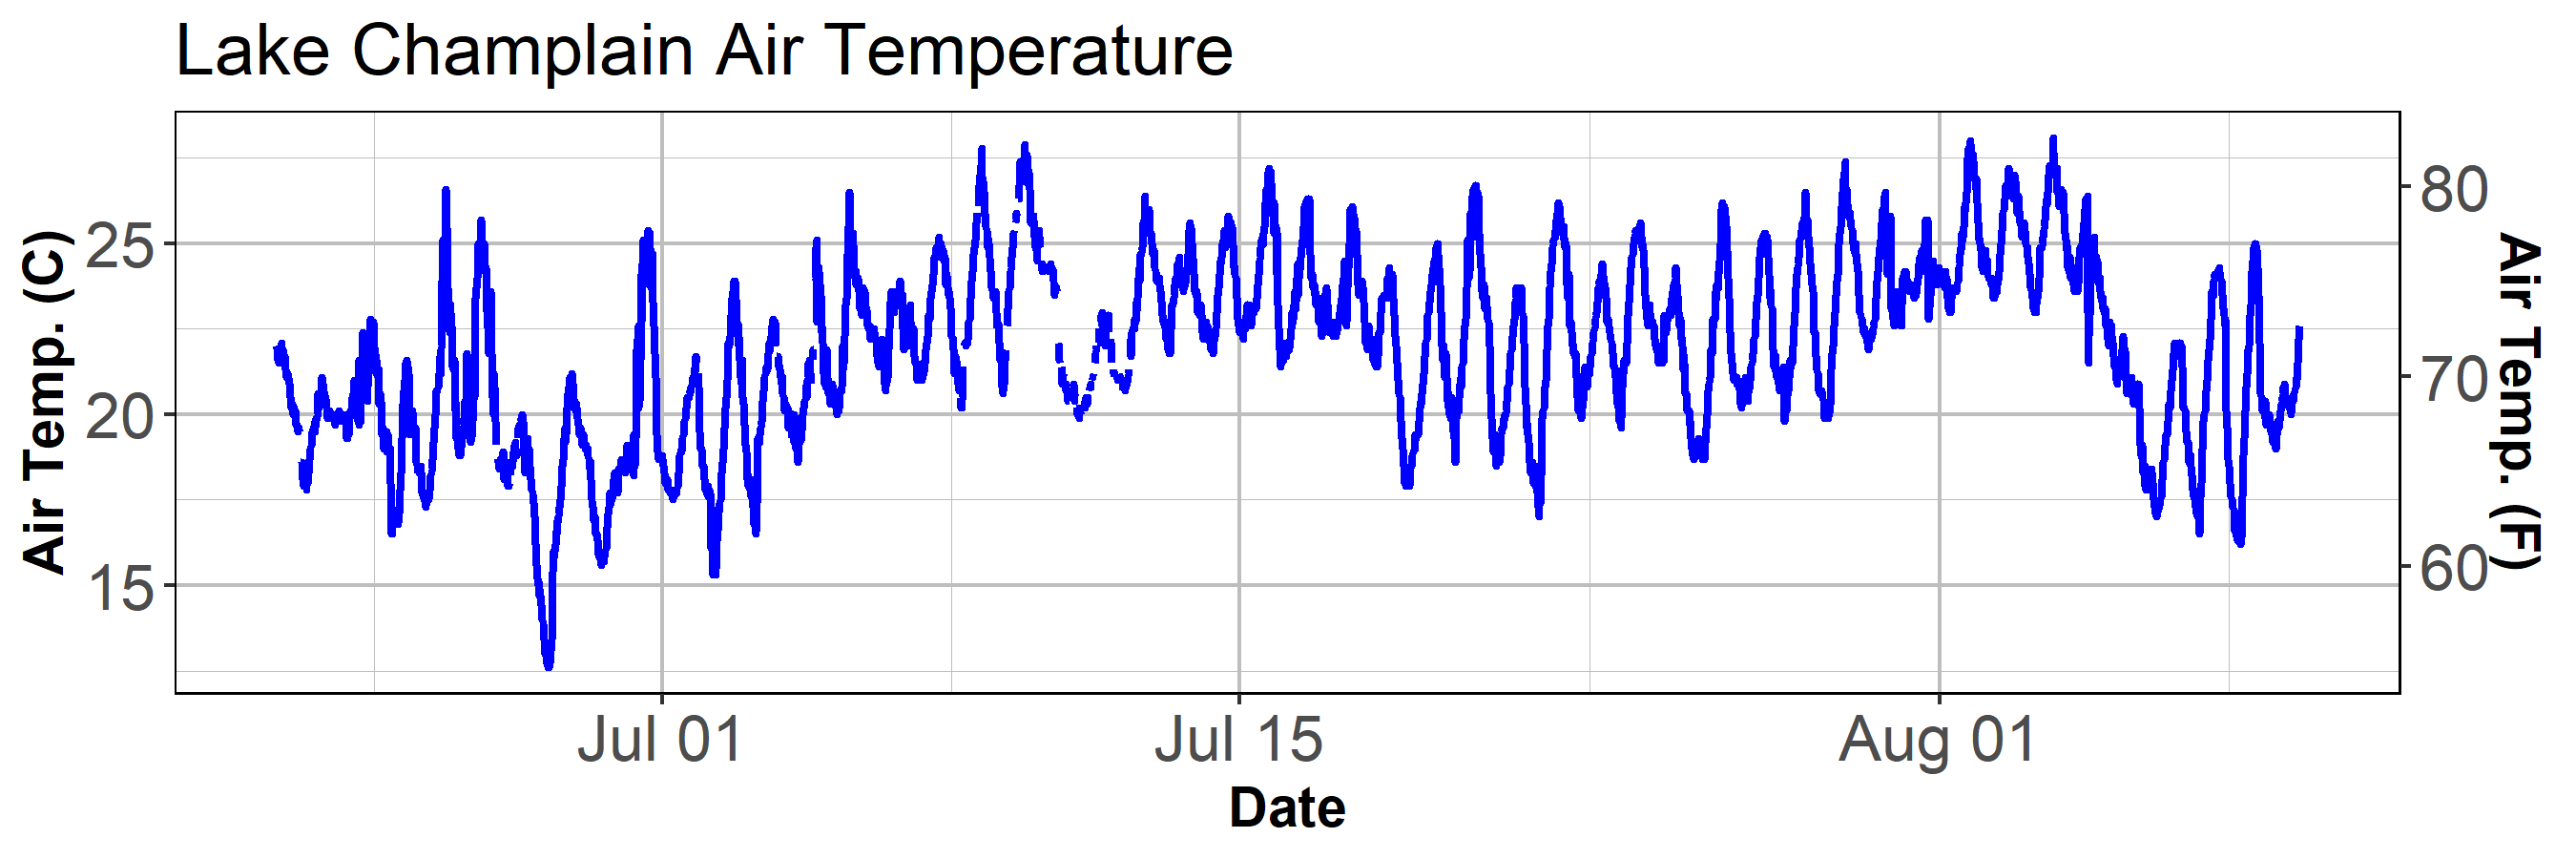 Lake Champlain Air Temperature
Air Temp. (C)
25
20
15
80
70
60
Air Temp. (F)
Jul 01
Jul 15
Aug 01
Date